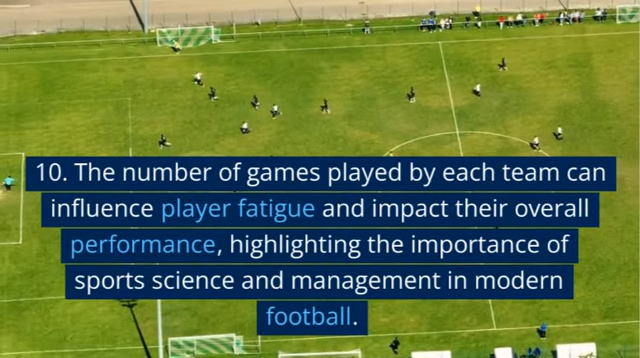 10. The number of games played by each team can
influence player fatigue and impact their overall
performance, highlighting the importance of
sports science and management in modern
football.